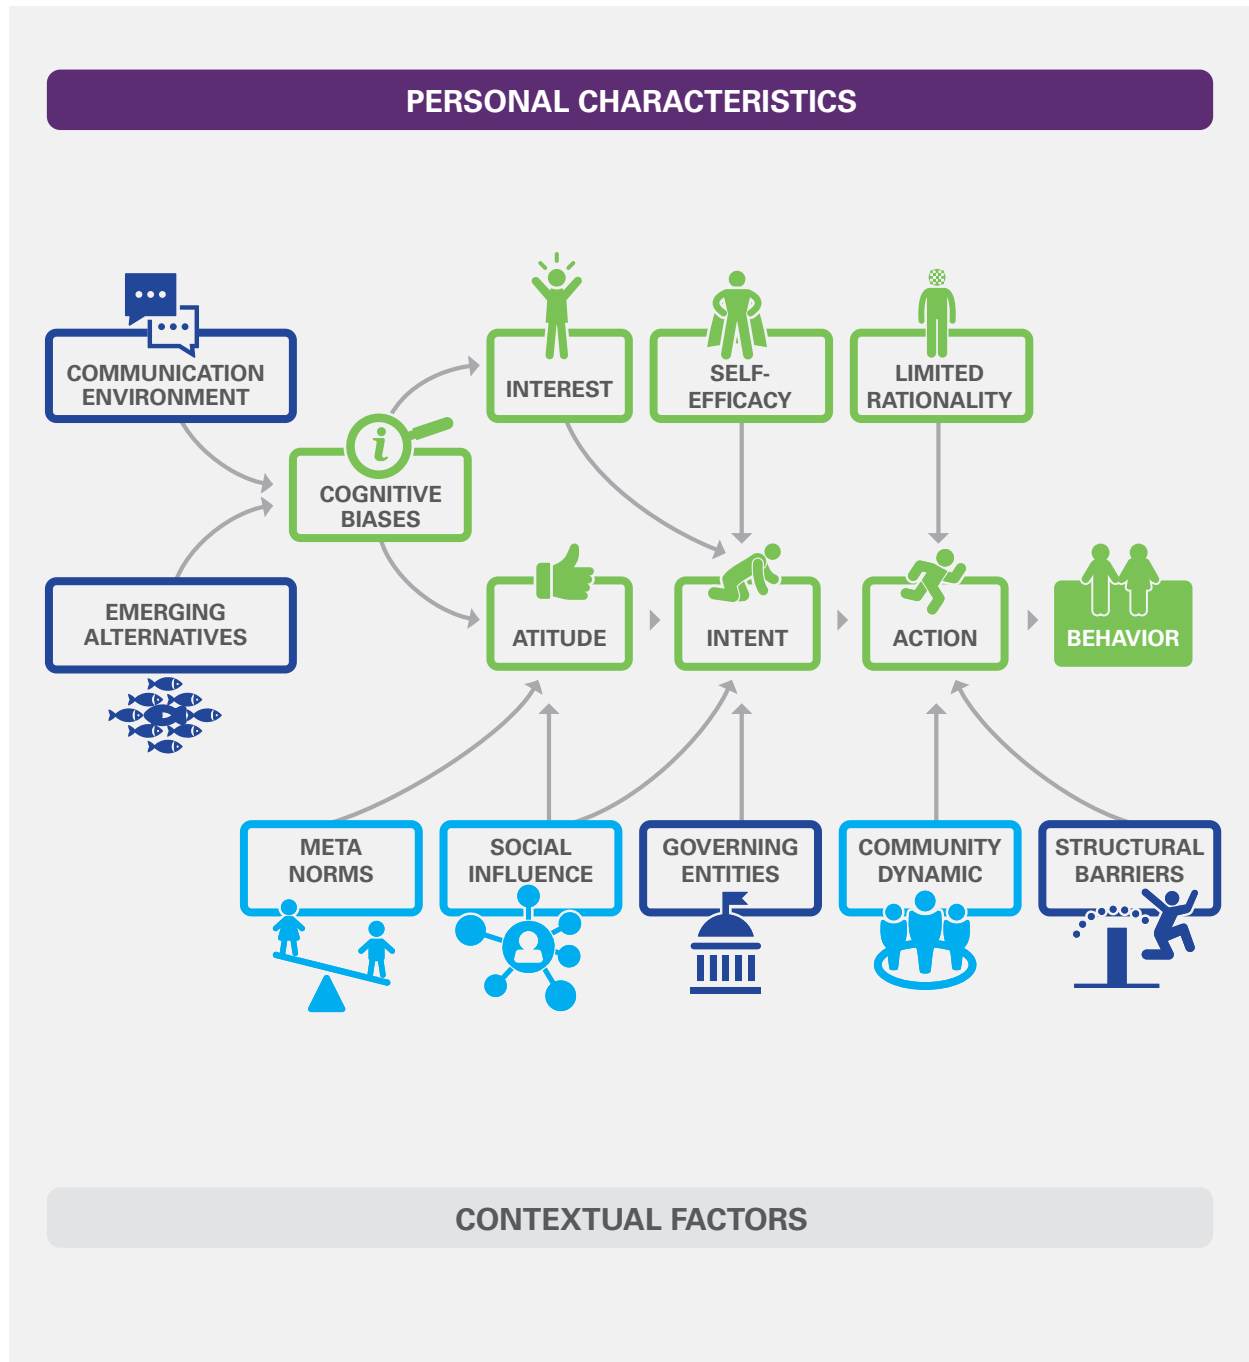 PERSONAL CHARACTERISTICS
COMMUNICATION
ENVIRONMENT
INTEREST
SELF-
EFFICACY
LIMITED
RATIONALITY
i
COGNITIVE
BIASES
EMERGING
ALTERNATIVES
ATITUDE
INTENT
ACTION
BEHAVIOR
META
NORMS
SOCIAL
INFLUENCE
GOVERNING
ENTITIES
COMMUNITY
DYNAMIC
STRUCTURAL
BARRIERS
CONTEXTUAL FACTORS